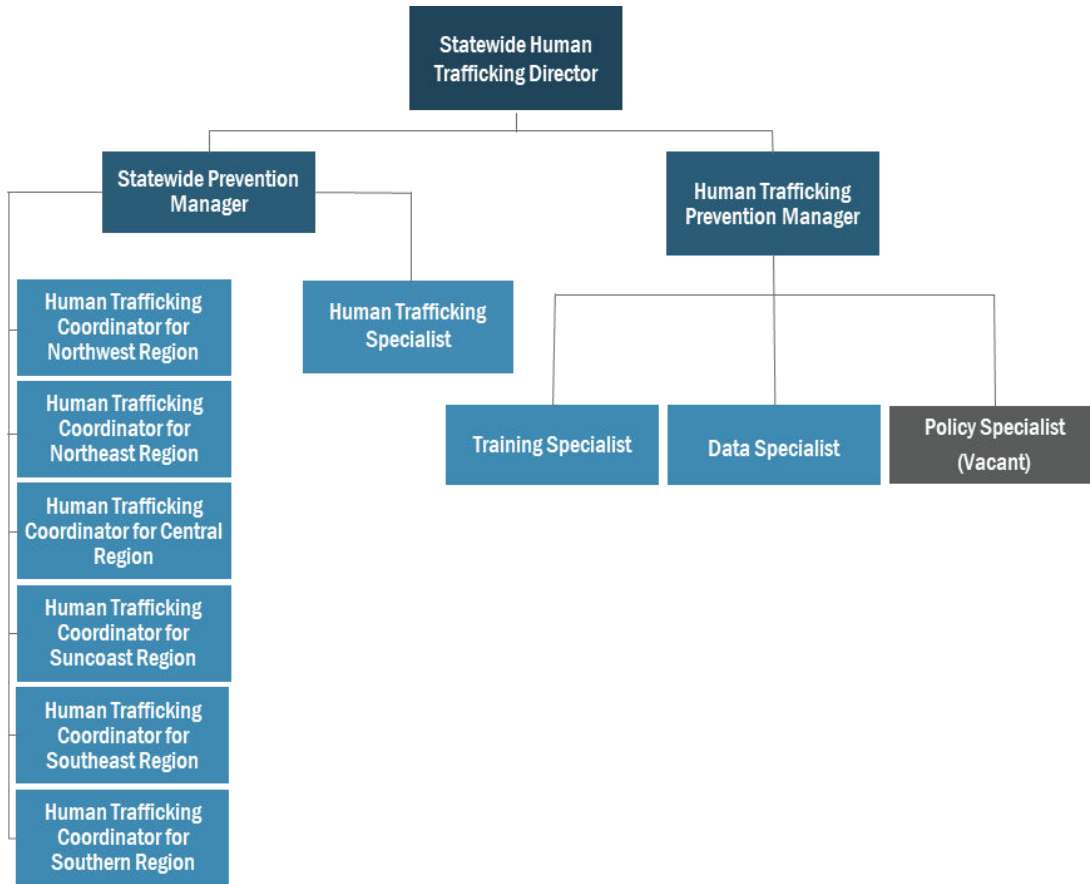 Statewide Human
Trafficking Director
Statewide Prevention
Manager
Human Trafficking
Prevention Manager
Human Trafficking
Coordinator for
Northwest Region
Human Trafficking
Specialist
Human Trafficking
Coordinator for
Northeast Region
Training Specialist
Data Specialist
Policy Specialist
(Vacant)
Human Trafficking
Coordinator for Central
Region
Human Trafficking
Coordinator for
Suncoast Region
Human Trafficking
Coordinator for
Southeast Region
Human Trafficking
Coordinator for
Southern Region